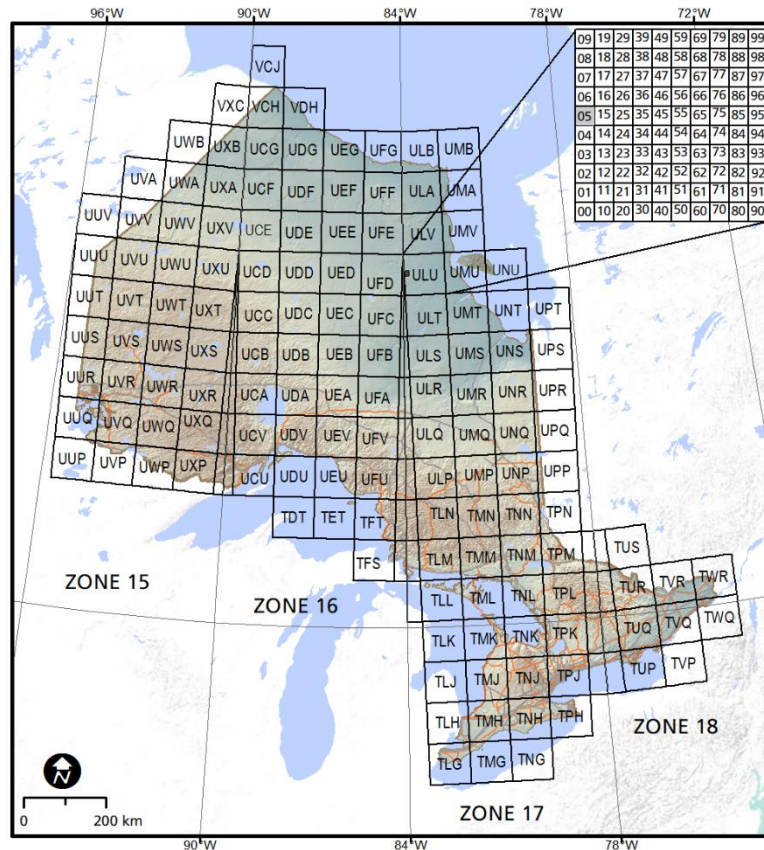 96°W 90°W 84°W 78°W 72°W
09 19 29 39 49 59 69 79 89 99
08 18 28 38 48 58 68 78 88 98
07 17 27 37 47 57 67 77 87 97
06 16 26 36 46 56 66 76 86 96
05 15 25 35 45 55 65 75 85 95
04 14 24 34 44 54 64 74 84 94
03 13 23 33 43 53 63 73 83 93
02 12 22 32 42 52 62 72 82 92
01 11 21 31 41 51 61 71 81 91
00 10 20 30 40 50 60 70 80 90
VCJ
VXC VCH VDH
UWB UXB UCG UDG UEG UFG ULB UMB
UVA UWA UXA UCF UDF UEF UFF ULA UMA
UUV UVV UWV UXV UCE UDE UEE UFE ULV UMV
UUU UVU UWU UXU UCD UDD UED UFD ULU UMU UNU
UUT UVT UWT UXT UCC UDC UEC UFC ULT UMT UNT UPT
UUS UVS UWS UXS UCB UDB UEB UFB ULS UMS UNS UPS
UUR UVR UWR UXR UCA UDA UEA UFA ULR UMR UNR UPR
UUQ UVQ UWQ UXQ UCV UDV UEV UFV ULQ UMQ UNQ UPQ
UUP UVP UWP UXP UCU UDU UEU UFU ULP UMP UNP UPP
TDT TET TFT TLN TMN TNN TPN
TFS TLM TMM TNM TPM TUS
ZONE 15
ZONE 16
TLL TML TNL TPL TUR TVR TWR
TLK TMK TNK TPK TUQ TVQ TWQ
TLJ TMJ TNJ TPJ TUP TVP
TLH TMH TNH TPH
ZONE 18
TLG TMG TNG
N
0 200 km
ZONE 17
90°W 84°W 78°W